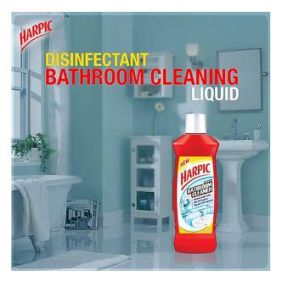 HARPIC
DISINFECTANT
BATHROOM CLEANING
LIQUID
NEW
HARPIC
BATHROOM
CLEANER